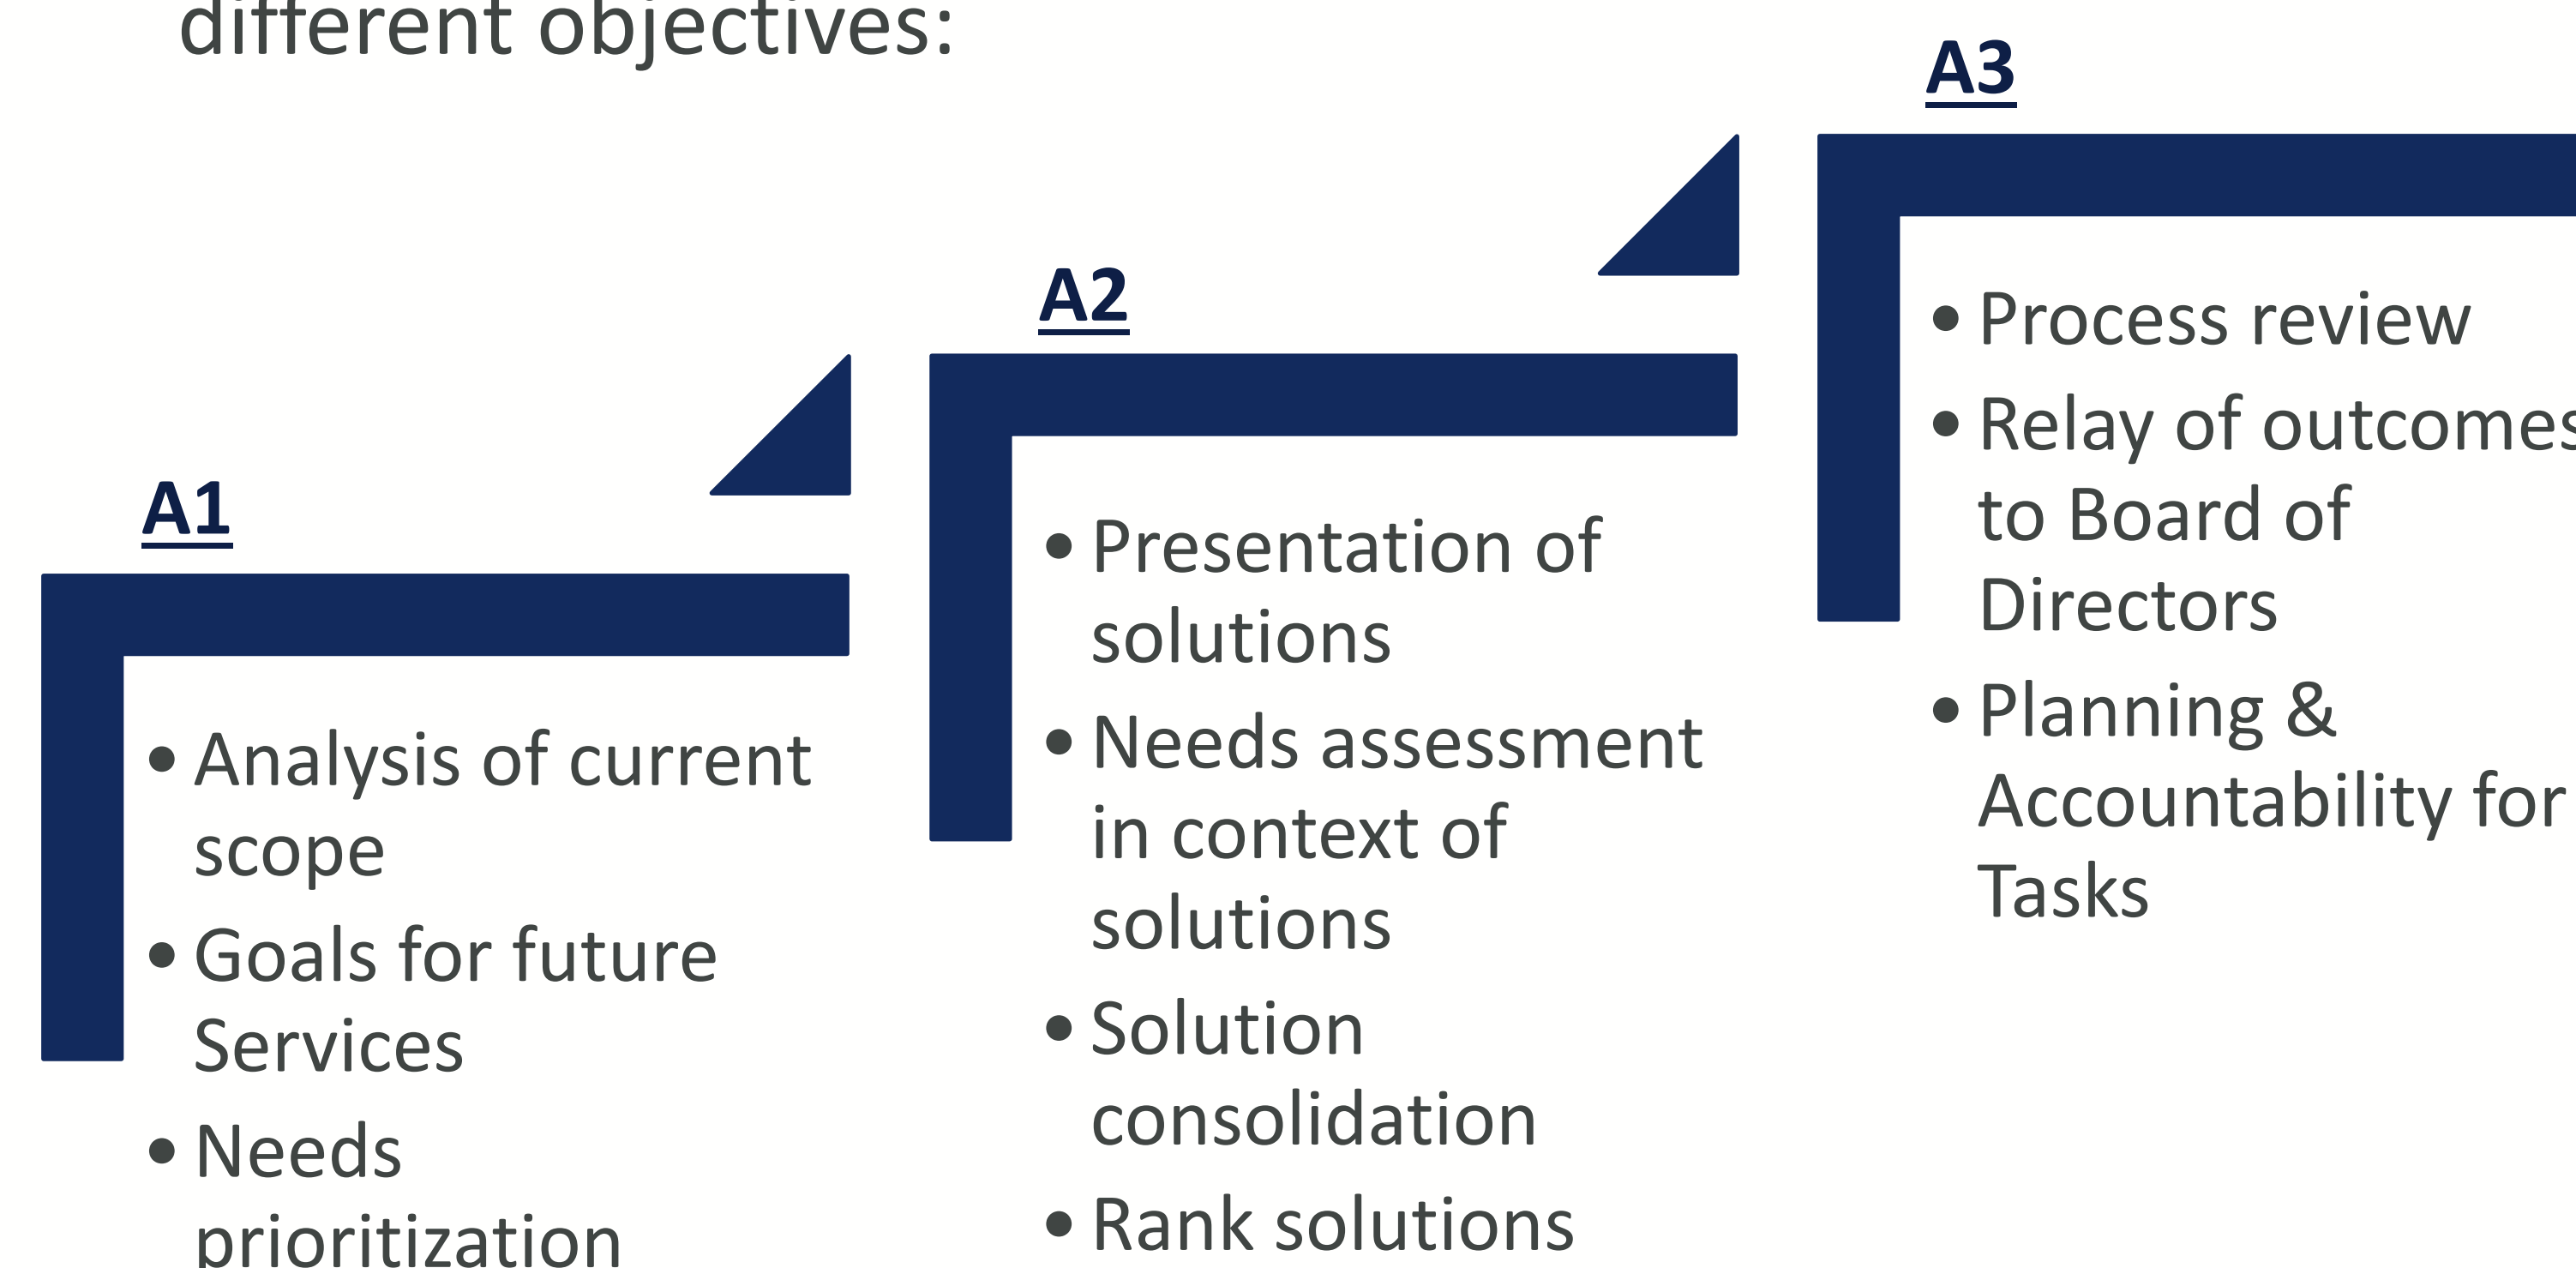 different objectives:
A1
• Analysis of current
scope
• Goals for future
Services
• Needs
prioritization
A2
• Presentation of
solutions
• Needs assessment
in context of
solutions
• Solution
consolidation
• Rank solutions
A3
• Process review
• Relay of outcomes
to Board of
Directors
• Planning &
Accountability for
Tasks